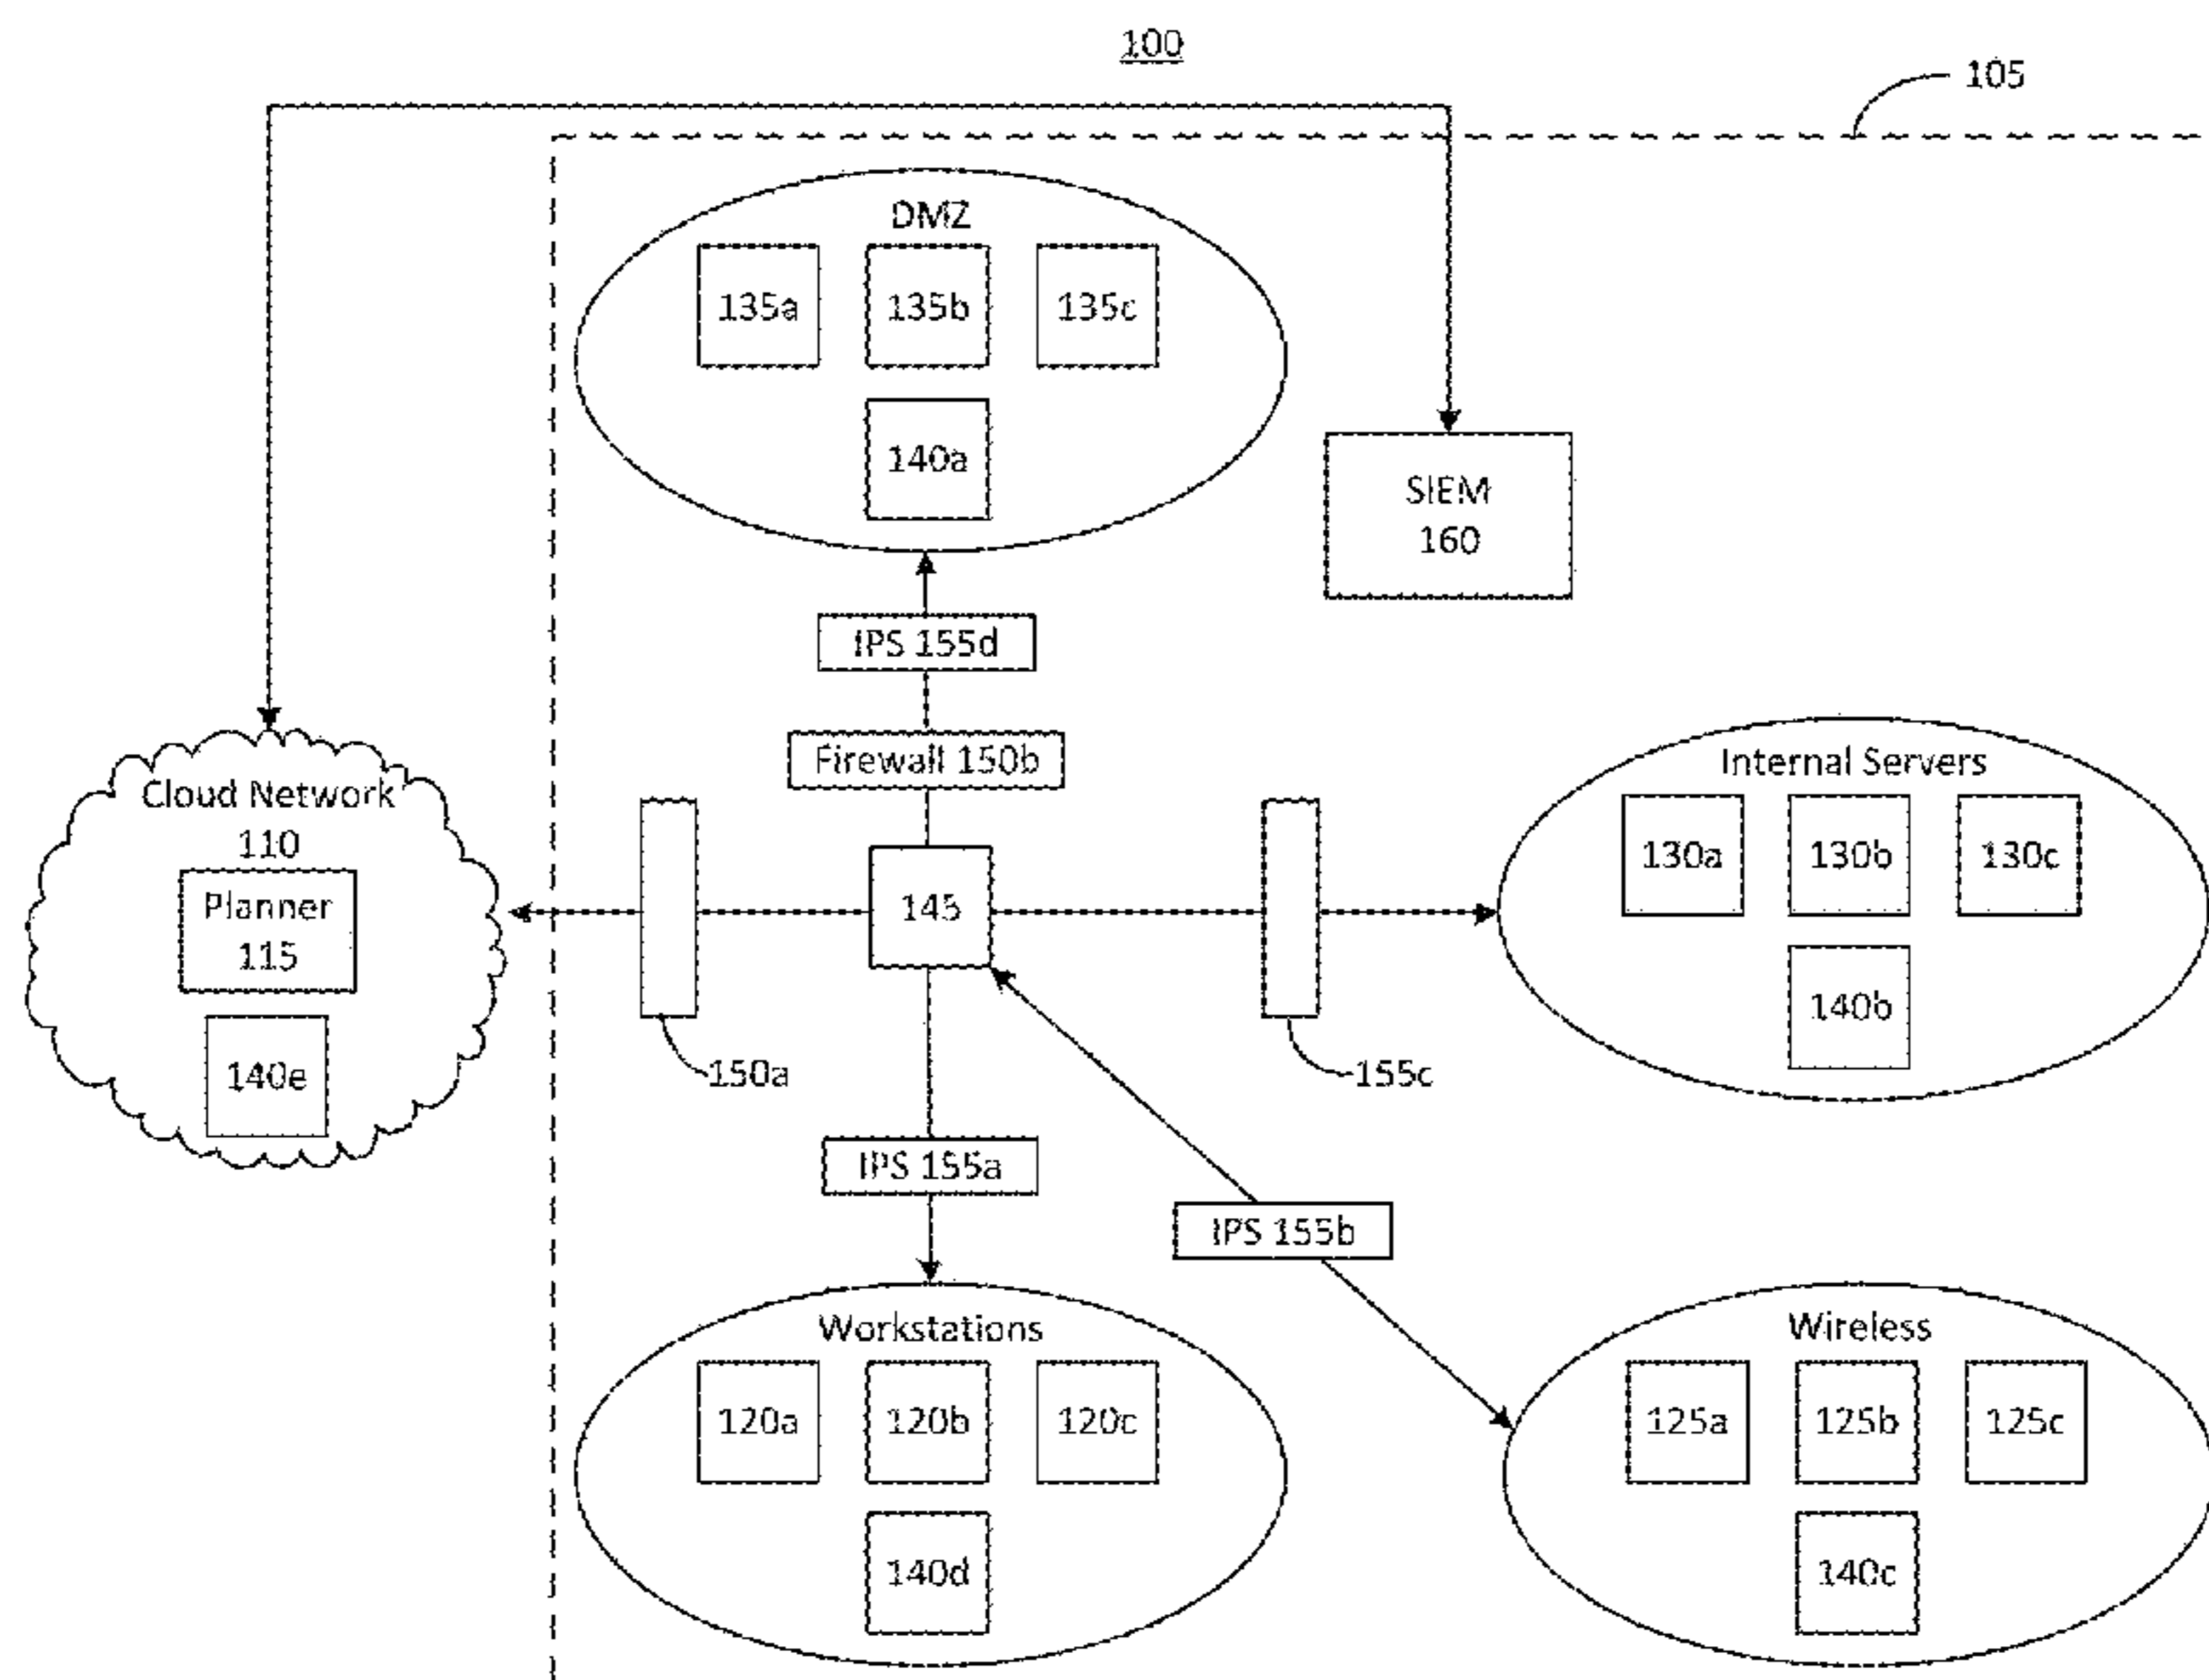 100
105
DMZ
135a 135b 135c
140a
SIEM
160
IPS 155d
Firewall 150b
Cloud Network
110
Planner
115
140e
145
150a
155c
Internal Servers
130a 130b 130c
140b
IPS 155a
IPS 155b
Workstations
120a 120b 120c
140d
Wireless
125a 125b 125c
140c